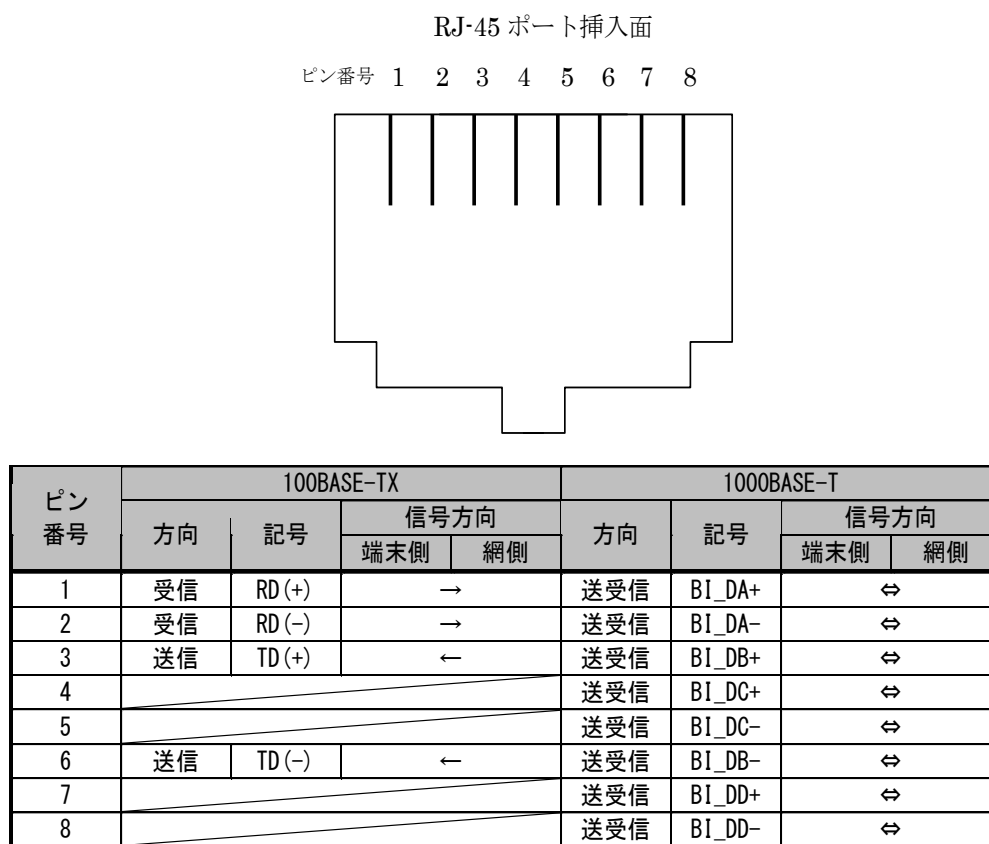 RJ-45 ポート挿入面
ピン番号 1 2 3 4 5 6 7 8
ピン番号 100BASE-TX 1000BASE-T
方向 記号 信号方向 方向 記号 信号方向
端末側 網側 端末側 網側
1 受信 RD(+) → 送受信 BI_DA+ ⇔
2 受信 RD(-) → 送受信 BI_DA- ⇔
3 送信 TD(+) ← 送受信 BI_DB+ ⇔
4 送受信 BI_DC+ ⇔
5 送受信 BI_DC- ⇔
6 送信 TD(-) ← 送受信 BI_DB- ⇔
7 送受信 BI_DD+ ⇔
8 送受信 BI_DD- ⇔